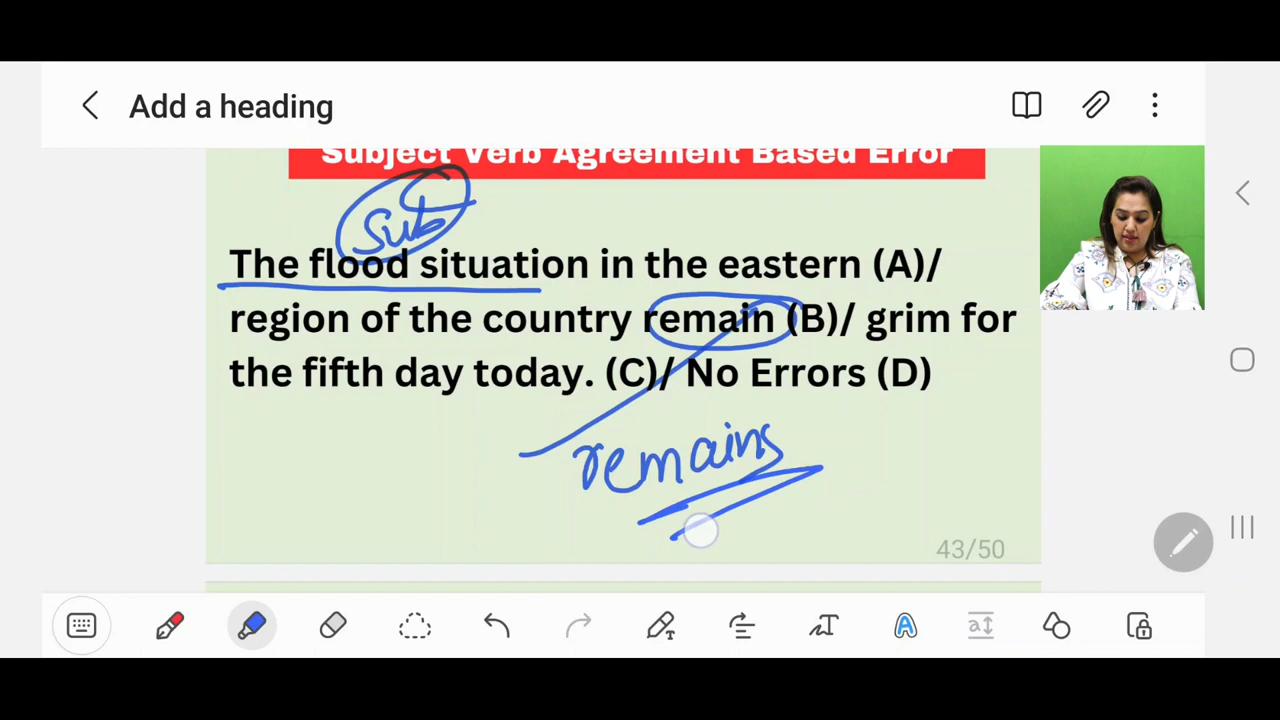 Add a heading
Subject Verb Agreement Based Error
Sub
The flood situation in the eastern (A)/
region of the country remain (B)/ grim for
the fifth day today. (C)/ No Errors (D)
remains
43/50